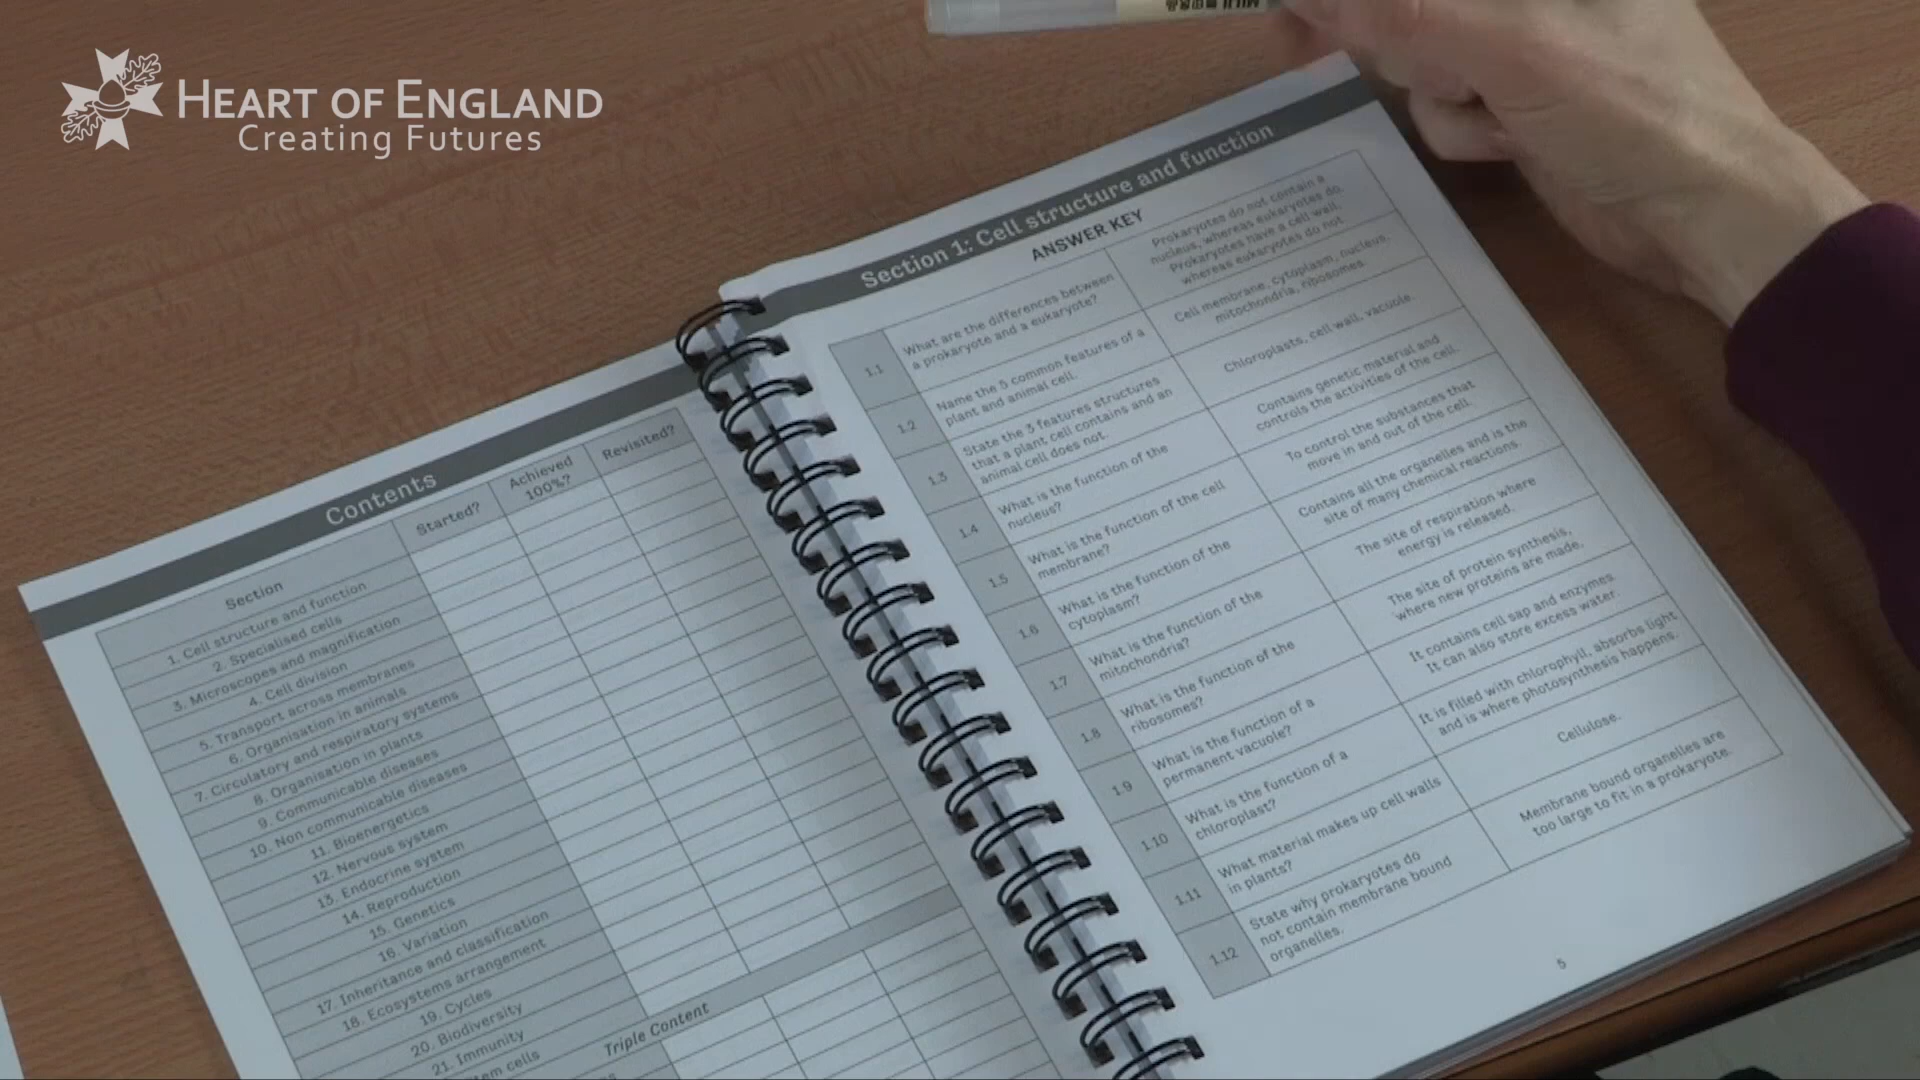 HEART OF ENGLAND
Creating Futures
MUJI 無印良品
Contents
Section
Started?
Achieved
100%?
Revisited?
1. Cell structure and function
2. Specialised cells
3. Microscopes and magnification
4. Cell division
5. Transport across membranes
6. Organisation in animals
7. Circulatory and respiratory systems
8. Organisation in plants
9. Communicable diseases
10. Non communicable diseases
11. Bioenergetics
12. Nervous system
13. Endocrine system
14. Reproduction
15. Genetics
16. Variation
17. Inheritance and classification
18. Ecosystems arrangement
19. Cycles
20. Biodiversity
Triple Content
21. Immunity
cells
Section 1: Cell structure and function
ANSWER KEY
1.1
What are the differences between
a prokaryote and a eukaryote?
Prokaryotes do not contain a
nucleus, whereas eukaryotes do.
Prokaryotes have a cell wall,
whereas eukaryotes do not
1.2
Name the 5 common features of a
plant and animal cell.
Cell membrane, cytoplasm, nucleus,
mitochondria, ribosomes.
1.3
State the 3 features structures
that a plant cell contains and an
animal cell does not.
Chloroplasts, cell wall, vacuole.
1.4
What is the function of the
nucleus?
Contains genetic material and
controls the activities of the cell.
1.5
What is the function of the cell
membrane?
To control the substances that
move in and out of the cell.
1.6
What is the function of the
cytoplasm?
Contains all the organelles and is the
site of many chemical reactions.
1.7
What is the function of the
mitochondria?
The site of respiration where
energy is released.
1.8
What is the function of the
ribosomes?
The site of protein synthesis,
where new proteins are made.
1.9
What is the function of a
permanent vacuole?
It contains cell sap and enzymes.
It can also store excess water.
1.10
What is the function of a
chloroplast?
It is filled with chlorophyll, absorbs light
and is where photosynthesis happens.
1.11
What material makes up cell walls
in plants?
Cellulose.
1.12
State why prokaryotes do
not contain membrane bound
organelles.
Membrane bound organelles are
too large to fit in a prokaryote.
5